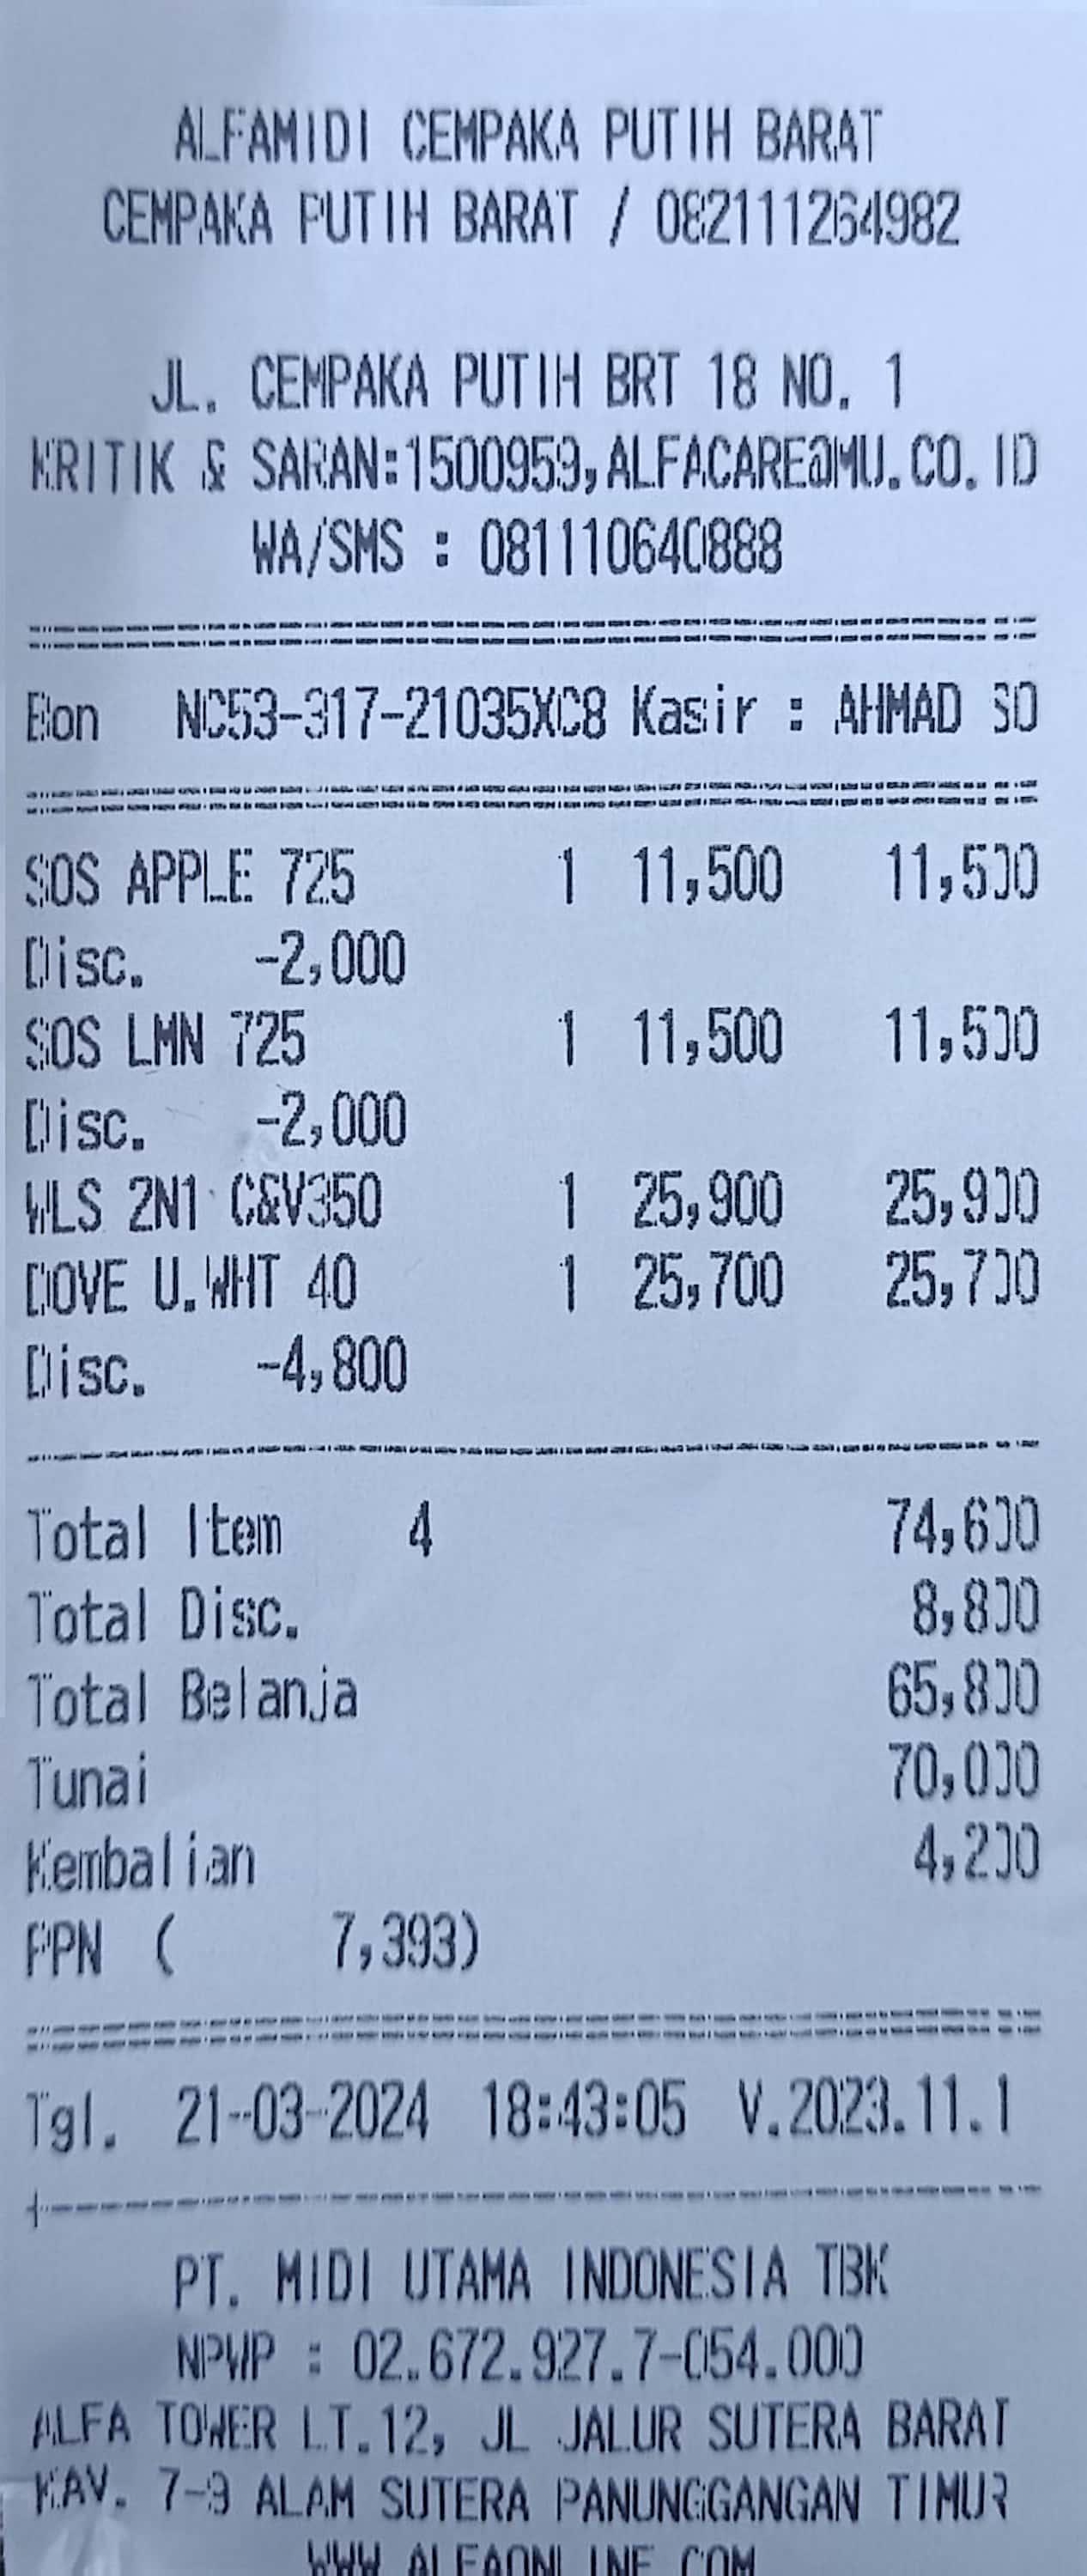 ALFAMIDI CEMPAKA PUTIH BARAT
CEMPAKA PUTIH BARAT / 082111264982
JL. CEMPAKA PUTIH BRT 18 NO. 1
KRITIK & SARAN:1500959,ALFACARE@MU.CO.ID
WA/SMS : 081110640888
Bon NC53-317-21035XC8 Kasir : AHMAD SO
SOS APPLE 725 1 11,500 11,500
Disc. -2,000
SOS LMN 725 1 11,500 11,500
Disc. -2,000
WLS 2N1 C&V350 1 25,900 25,900
DOVE U.WHT 40 1 25,700 25,700
Disc. -4,800
Total Item 4 74,600
Total Disc. 8,800
Total Belanja 65,800
Tunai 70,000
Kembalian 4,200
PPN ( 7,393)
Tgl. 21-03-2024 18:43:05 V.2023.11.1
PT. MIDI UTAMA INDONESIA TBK
NPWP : 02.672.927.7-054.000
ALFA TOWER LT.12, JL JALUR SUTERA BARAT
KAV. 7-9 ALAM SUTERA PANUNGGANGAN TIMUR
WWW.ALFAONLINE.COM